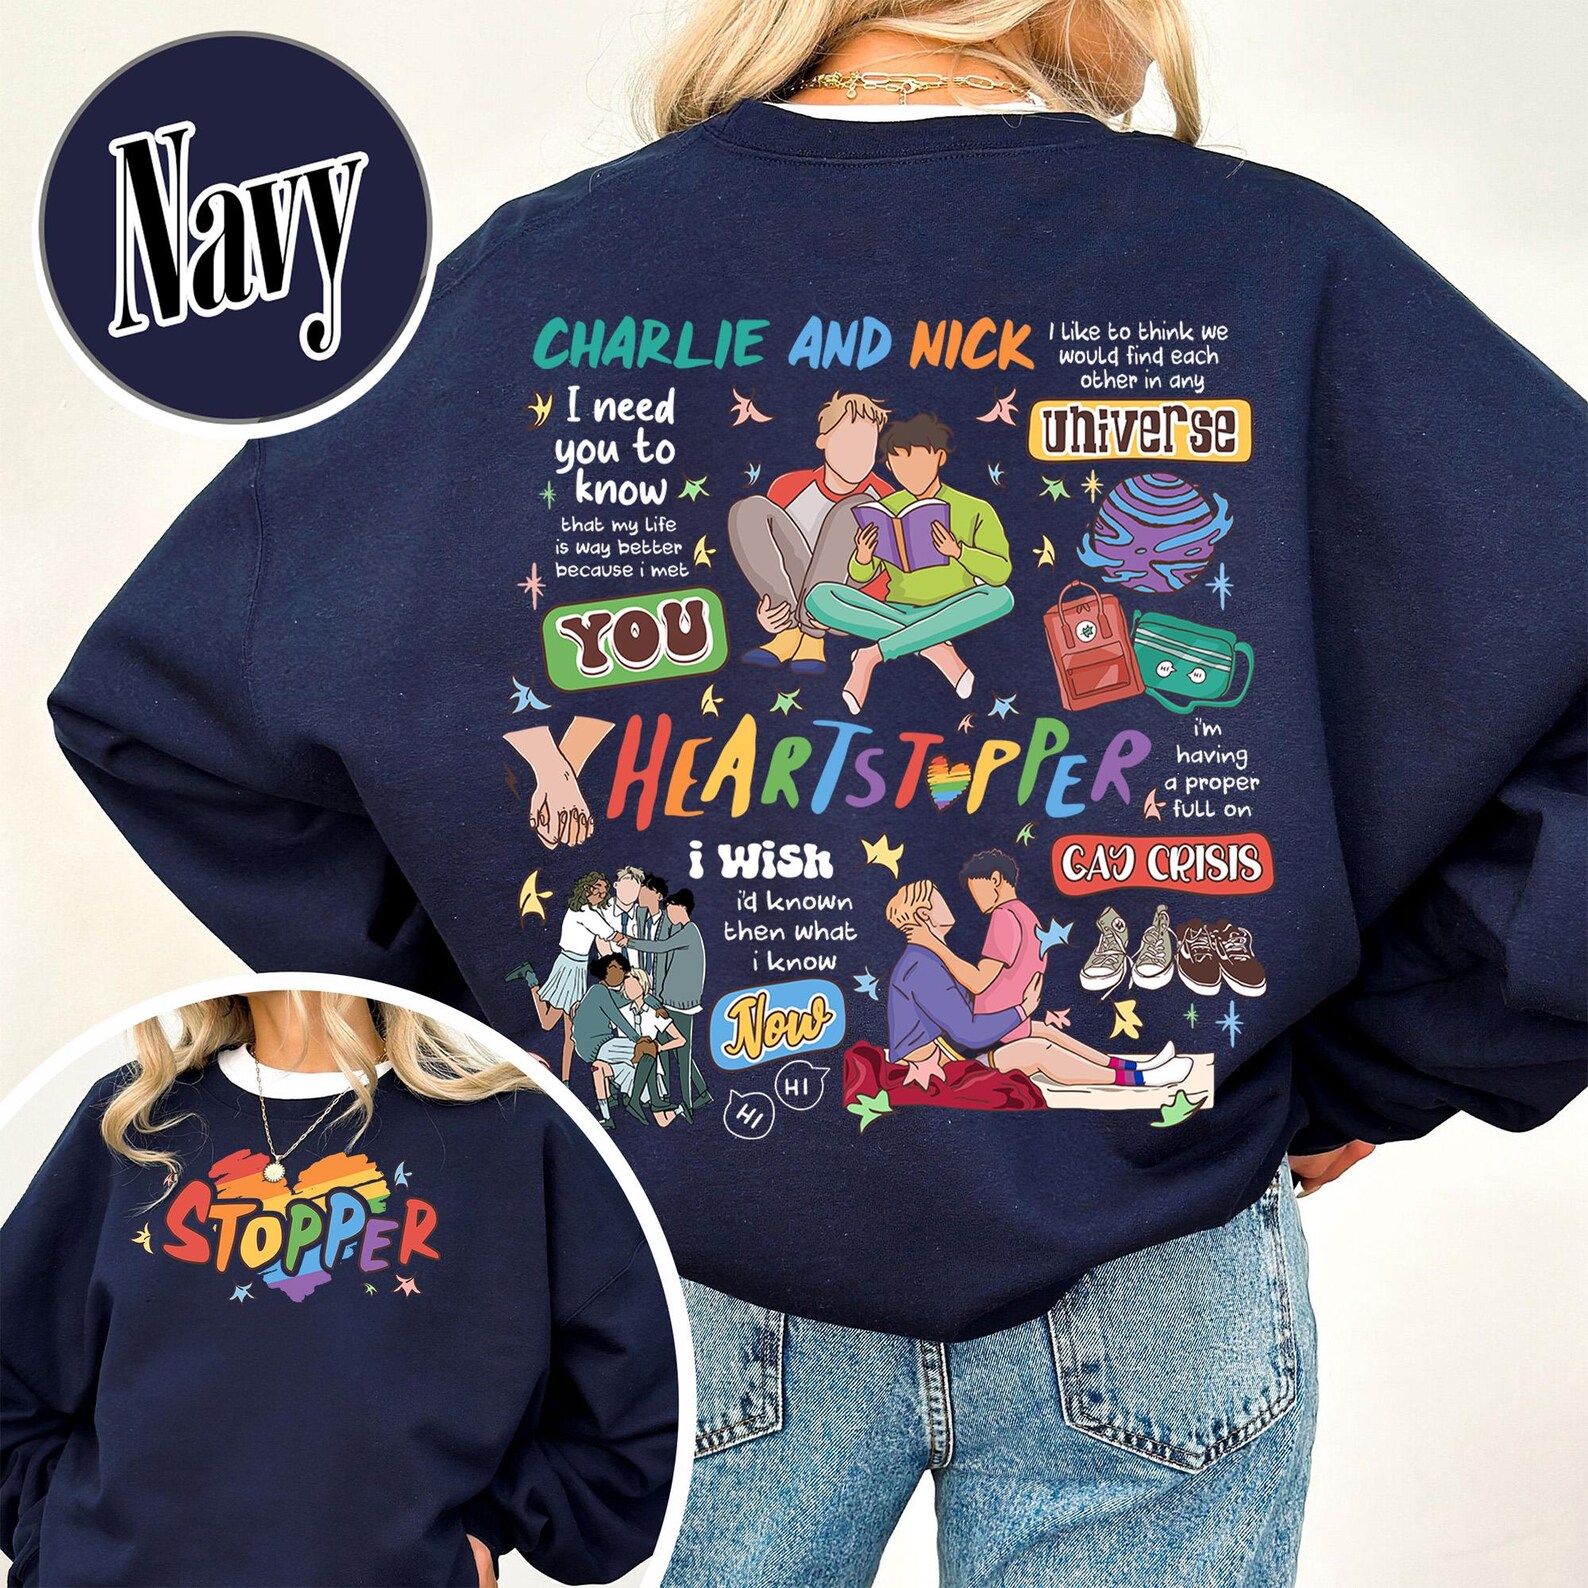 Navy
CHARLIE AND NICK
I like to think we
would find each
other in any
universe
I need
you to
know
that my life
is way better
because i met
YOU
HEARTSTOPPER
i'm
having
a proper
full on
GAY CRISIS
i Wish
i'd known
then what
i know
Now
HI
HI
HI
HI
STOPPER